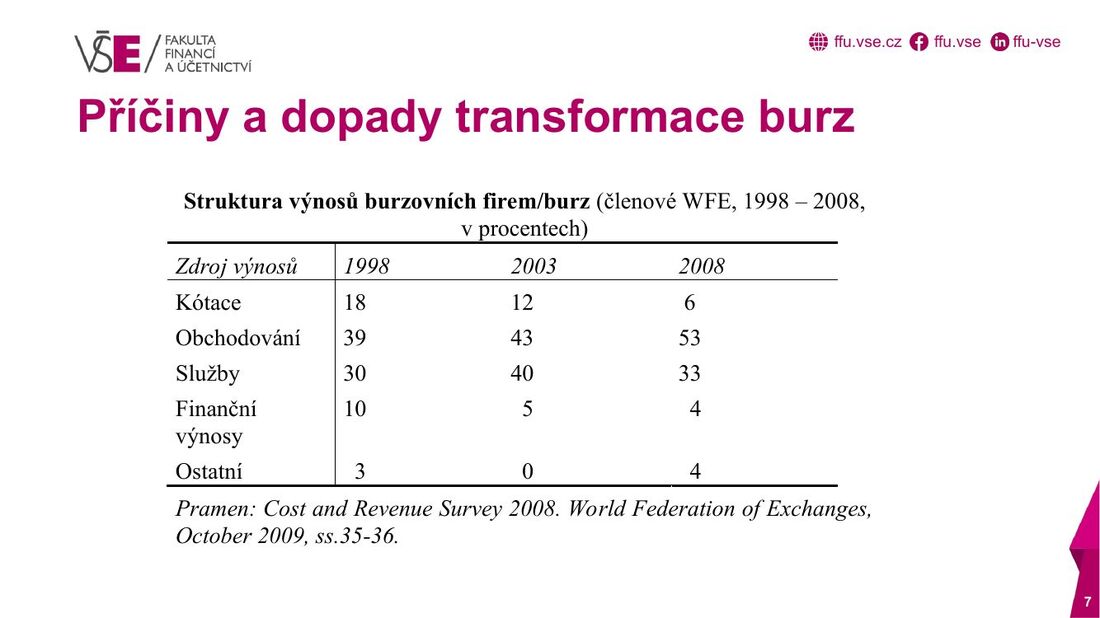 VŠE/ FAKULTA
FINANCÍ
A ÚČETNICTVÍ
ffu.vse.cz ffu.vse in ffu-vse
Příčiny a dopady transformace burz
Struktura výnosů burzovních firem/burz (členové WFE, 1998 – 2008,
v procentech)
Zdroj výnosů 1998 2003 2008
Kótace 18 12 6
Obchodování 39 43 53
Služby 30 40 33
Finanční 10 5 4
výnosy
Ostatní 3 0 4
Pramen: Cost and Revenue Survey 2008. World Federation of Exchanges,
October 2009, ss.35-36.
7